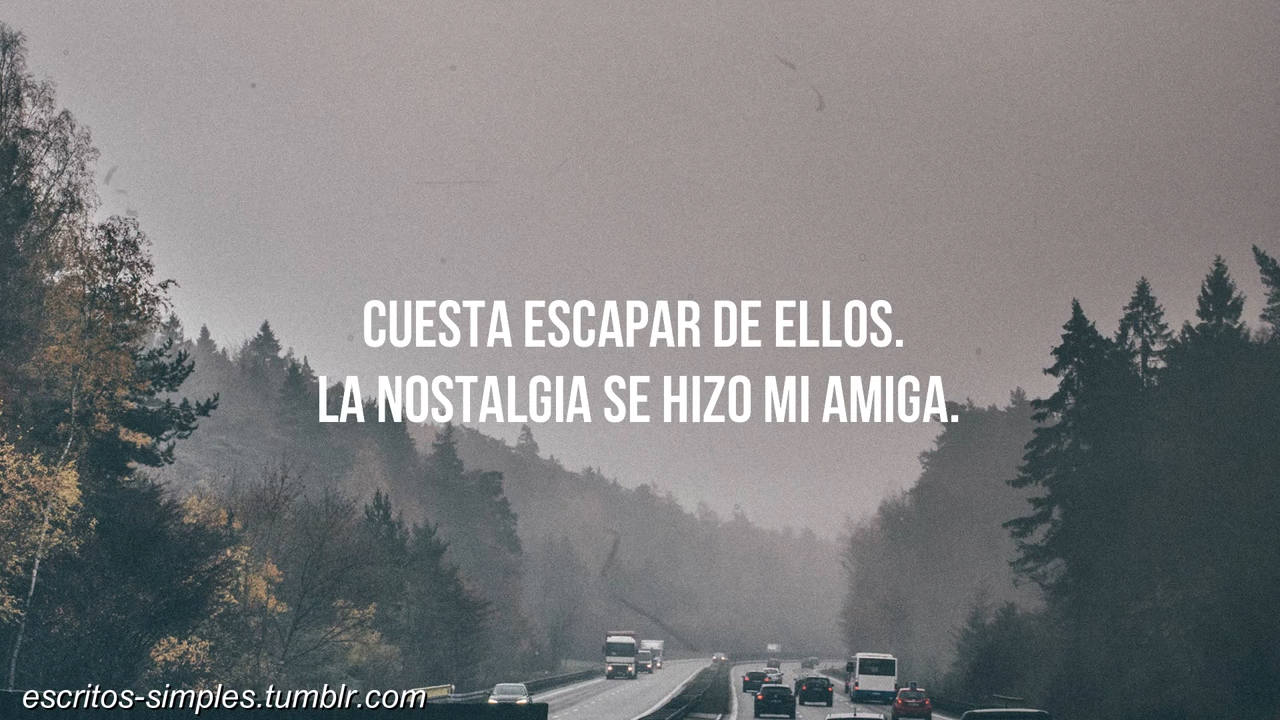 CUESTA ESCAPAR DE ELLOS.
LA NOSTALGIA SE HIZO MI AMIGA.
escritos-simples.tumblr.com